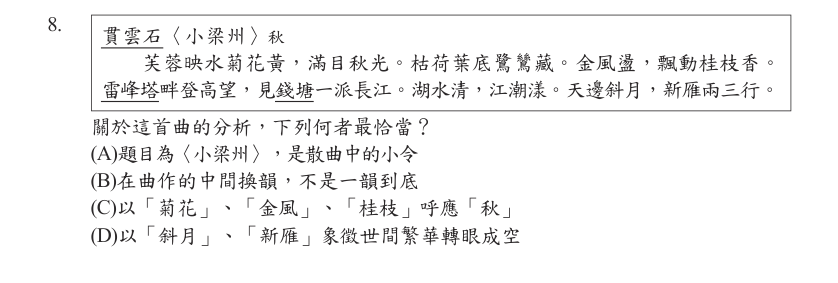 8.
貫雲石〈小梁州〉秋
芙蓉映水菊花黃，滿目秋光。枯荷葉底鷺鷥藏。金風盪，飄動桂枝香。
雷峰塔畔登高望，見錢塘一派長江。湖水清，江潮漾。天邊斜月，新雁兩三行。
關於這首曲的分析，下列何者最恰當？
(A)題目為〈小梁州〉，是散曲中的小令
(B)在曲作的中間換韻，不是一韻到底
(C)以「菊花」、「金風」、「桂枝」呼應「秋」
(D)以「斜月」、「新雁」象徵世間繁華轉眼成空